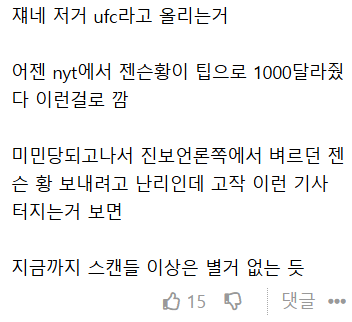 쟤네 저거 ufc라고 올리는거
어젠 nyt에서 젠슨황이 팁으로 1000달라줬
다 이런걸로 깜
미민당되고나서 진보언론쪽에서 벼르던 젠
슨 황 보내려고 난리인데 고작 이런 기사
터지는거 보면
지금까지 스캔들 이상은 별거 없는 듯
15 댓글